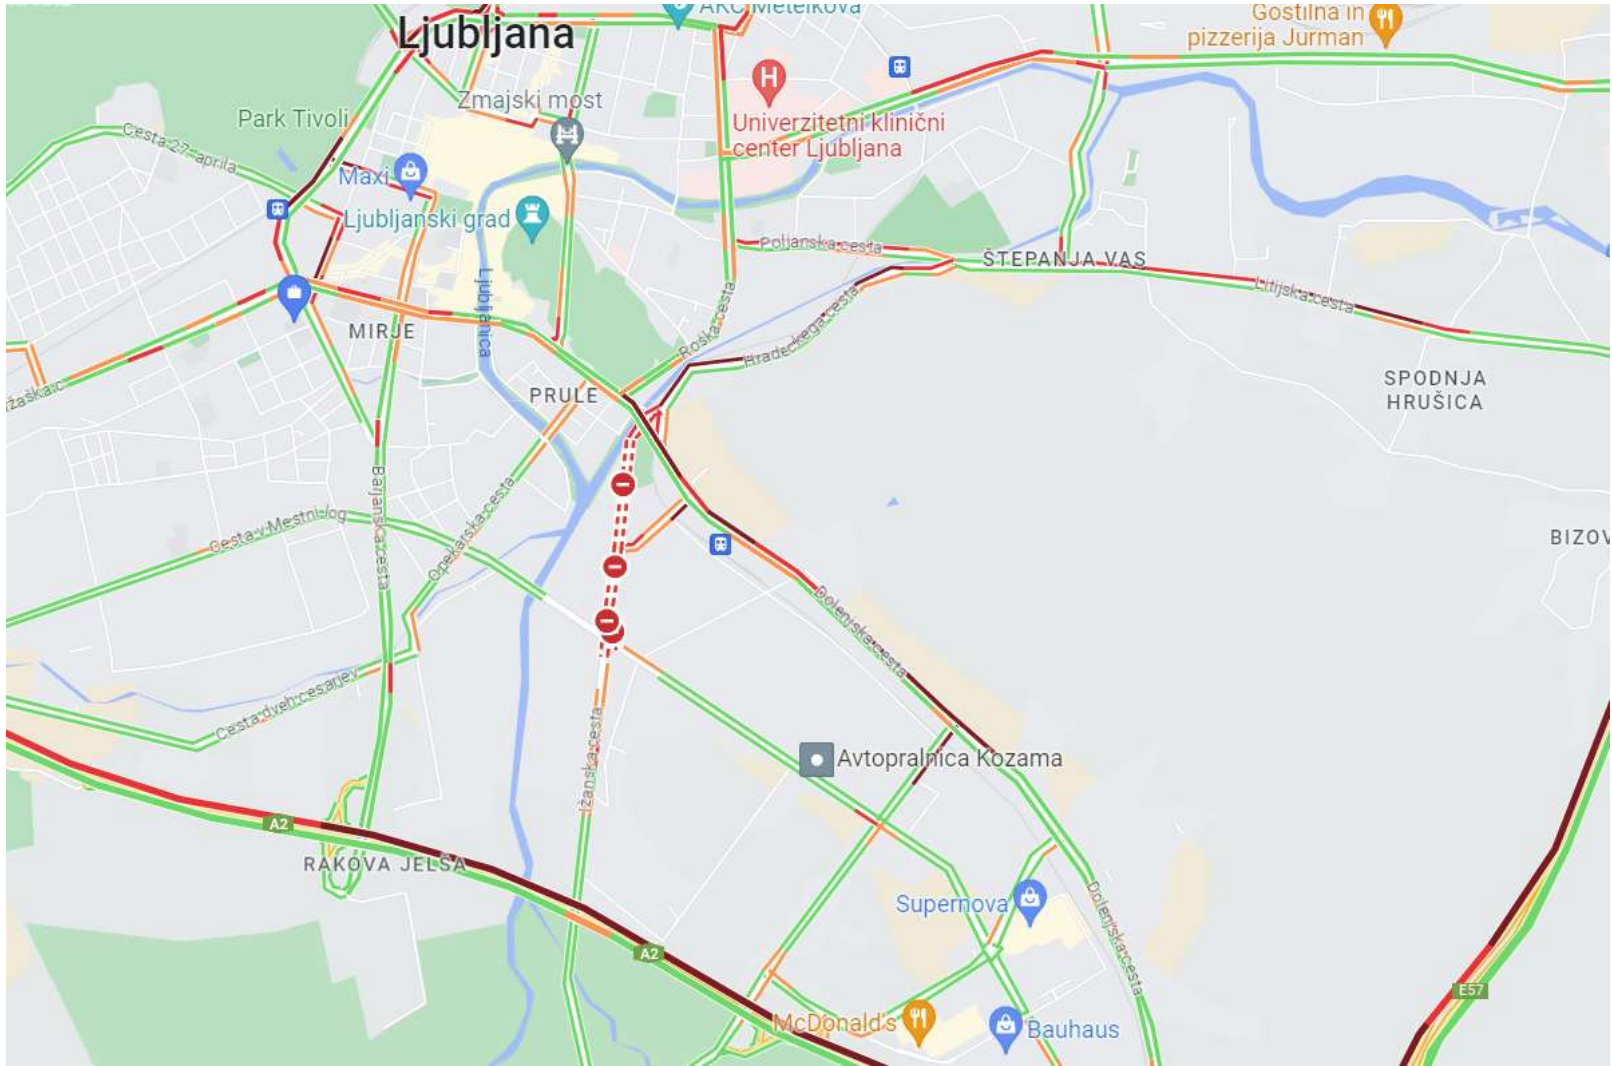 AKC Metelkova
Gostilna in
pizzerija Jurman
Ljubljana
Zmajski most
Park Tivoli
Univerzitetni klinični
center Ljubljana
Cesta 27. aprila
Maxi
Ljubljanski grad
Poljanska cesta
ŠTEPANJA VAS
Litijska cesta
Ljubljanica
Roška cesta
Hradeckega cesta
MIRJE
PRULE
SPODNJA
HRUŠICA
žaška c
Barjanska cesta
Opekarska cesta
Cesta v Mestni log
BIZOV
Dolenjska cesta
Cesta dveh cesarjev
Ižanska cesta
Avtopralnica Kozama
A2
RAKOVA JELŠA
Supernova
Dolenjska cesta
A2
E57
McDonald's
Bauhaus